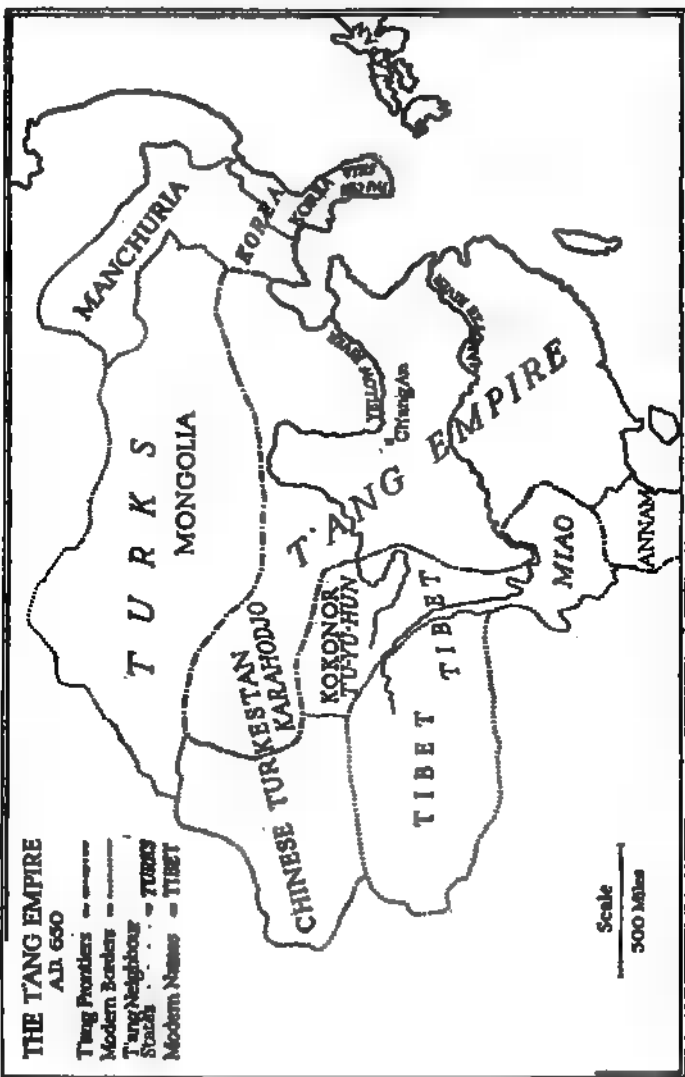 THE T'ANG EMPIRE
A.D. 650
T'ang Frontiers
Modern Borders
T'ang Neighbour
States . . . . = TURKS
Modern Names = TIBET
TURKS
MONGOLIA
MANCHURIA
KOREA
KOREA
YELLOW RIVER
Ch'ang An
T'ANG EMPIRE
CHINESE TURKESTAN
KARAHODJO
KOKONOR
TU-YU-HUN
TIBET
TIBET
MIAO
ANNAM
Scale
500 Miles